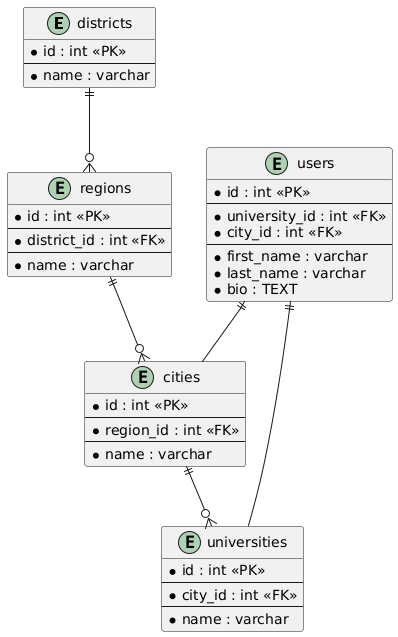 E districts
id : int «PK»
name : varchar
E regions
id : int «PK»
district_id : int «FK»
name : varchar
E users
id : int «PK»
university_id : int «FK»
city_id : int «FK»
first_name : varchar
last_name : varchar
bio : TEXT
E cities
id : int «PK»
region_id : int «FK»
name : varchar
E universities
id : int «PK»
city_id : int «FK»
name : varchar